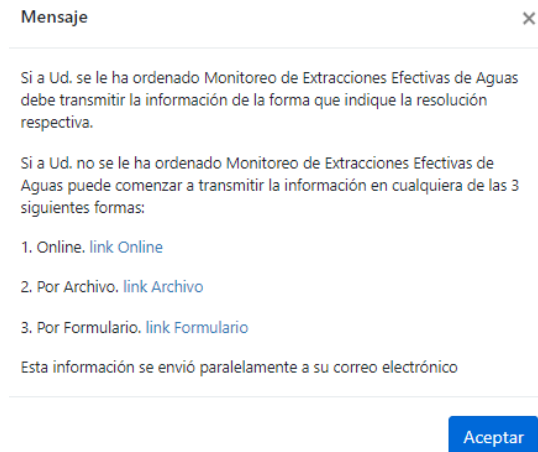 Mensaje
×
Si a Ud. se le ha ordenado Monitoreo de Extracciones Efectivas de Aguas
debe transmitir la información de la forma que indique la resolución
respectiva.
Si a Ud. no se le ha ordenado Monitoreo de Extracciones Efectivas de
Aguas puede comenzar a transmitir la información en cualquiera de las 3
siguientes formas:
1. Online. link Online
2. Por Archivo. link Archivo
3. Por Formulario. link Formulario
Esta información se envió paralelamente a su correo electrónico
Aceptar